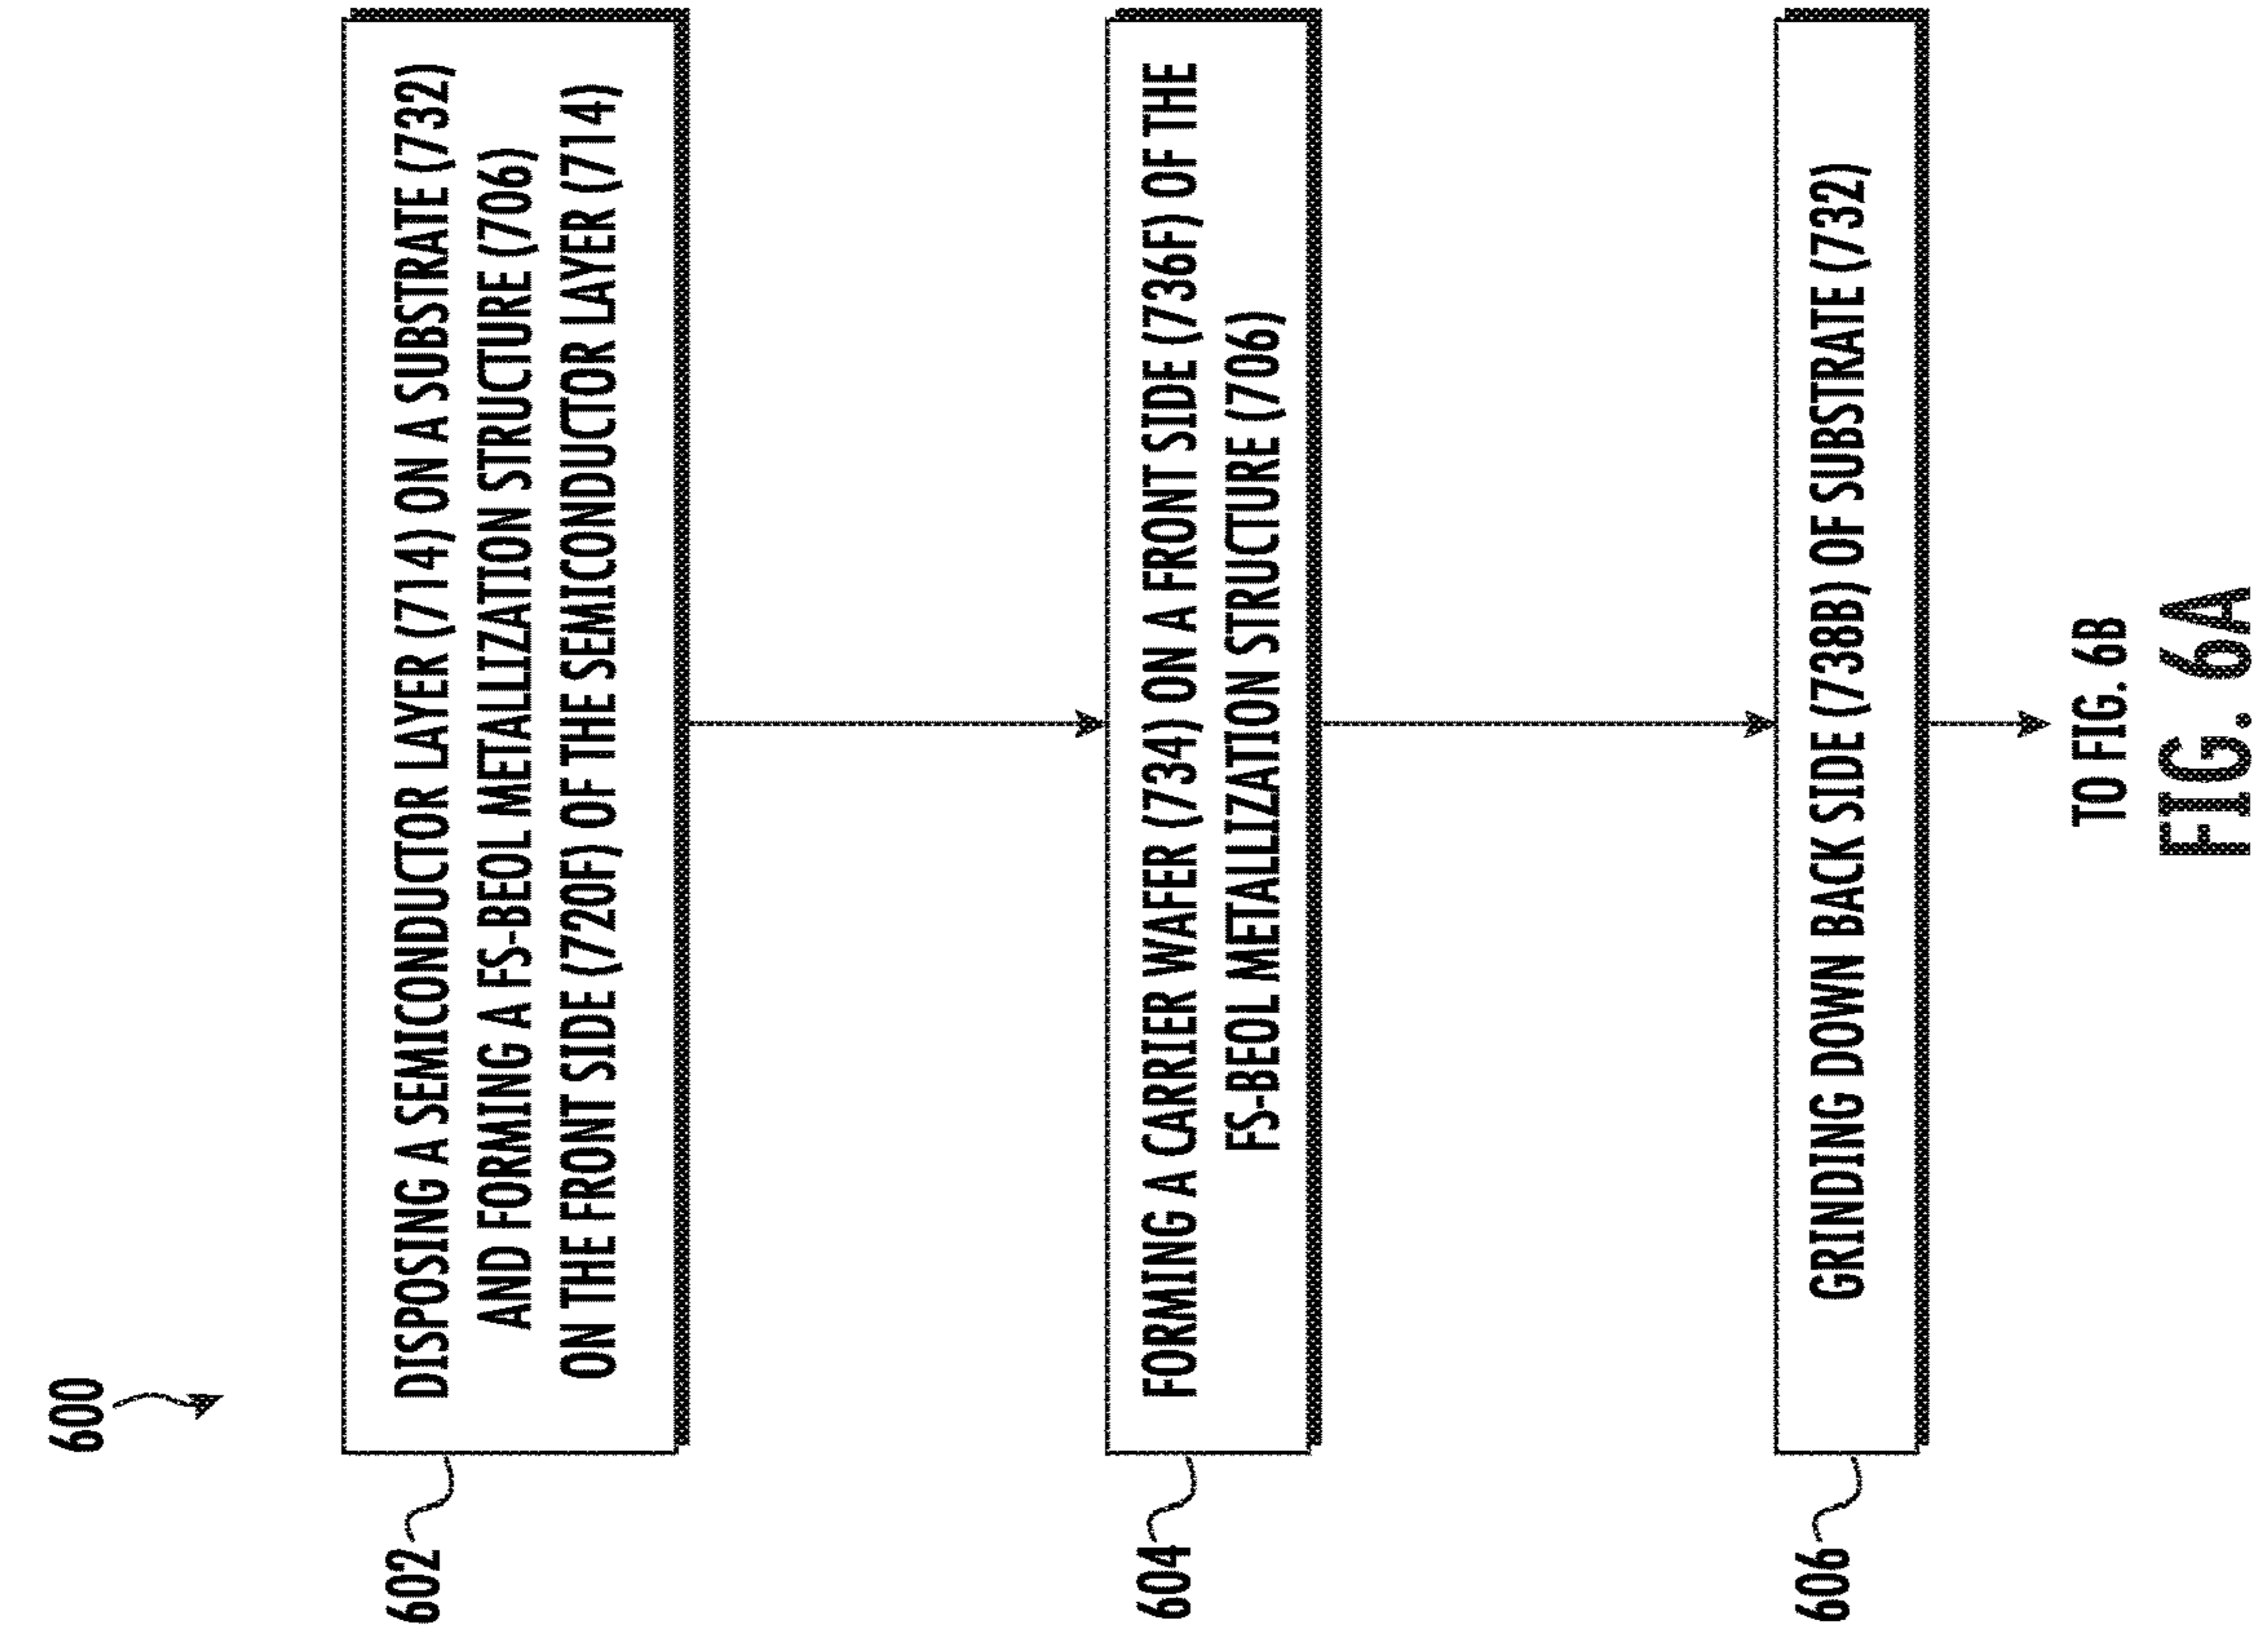 600
602
DISPOSING A SEMICONDUCTOR LAYER (714) ON A SUBSTRATE (732)
AND FORMING A FS-BEOL METALLIZATION STRUCTURE (706)
ON THE FRONT SIDE (720F) OF THE SEMICONDUCTOR LAYER (714)
604
FORMING A CARRIER WAFER (734) ON A FRONT SIDE (736F) OF THE
FS-BEOL METALLIZATION STRUCTURE (706)
606
GRINDING DOWN BACK SIDE (738B) OF SUBSTRATE (732)
TO FIG. 6B
FIG. 6A